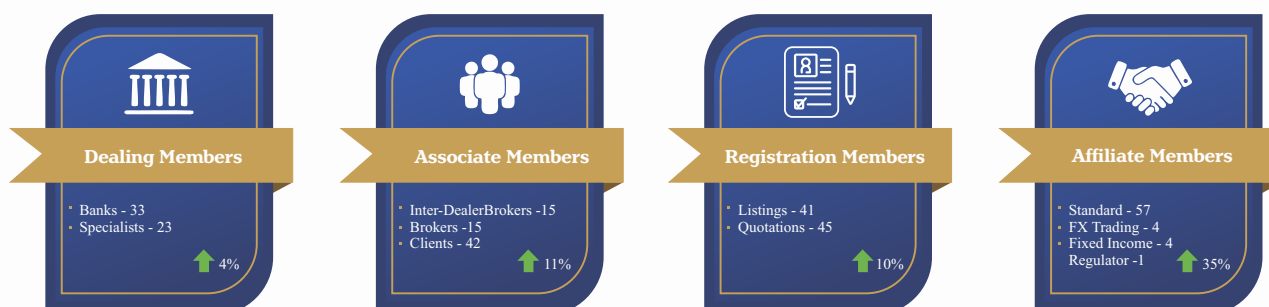 Dealing Members
Banks - 33
Specialists - 23
4%
Associate Members
Inter-DealerBrokers -15
Brokers -15
Clients - 42
11%
Registration Members
Listings - 41
Quotations - 45
10%
Affiliate Members
Standard - 57
FX Trading - 4
Fixed Income - 4
Regulator -1
35%